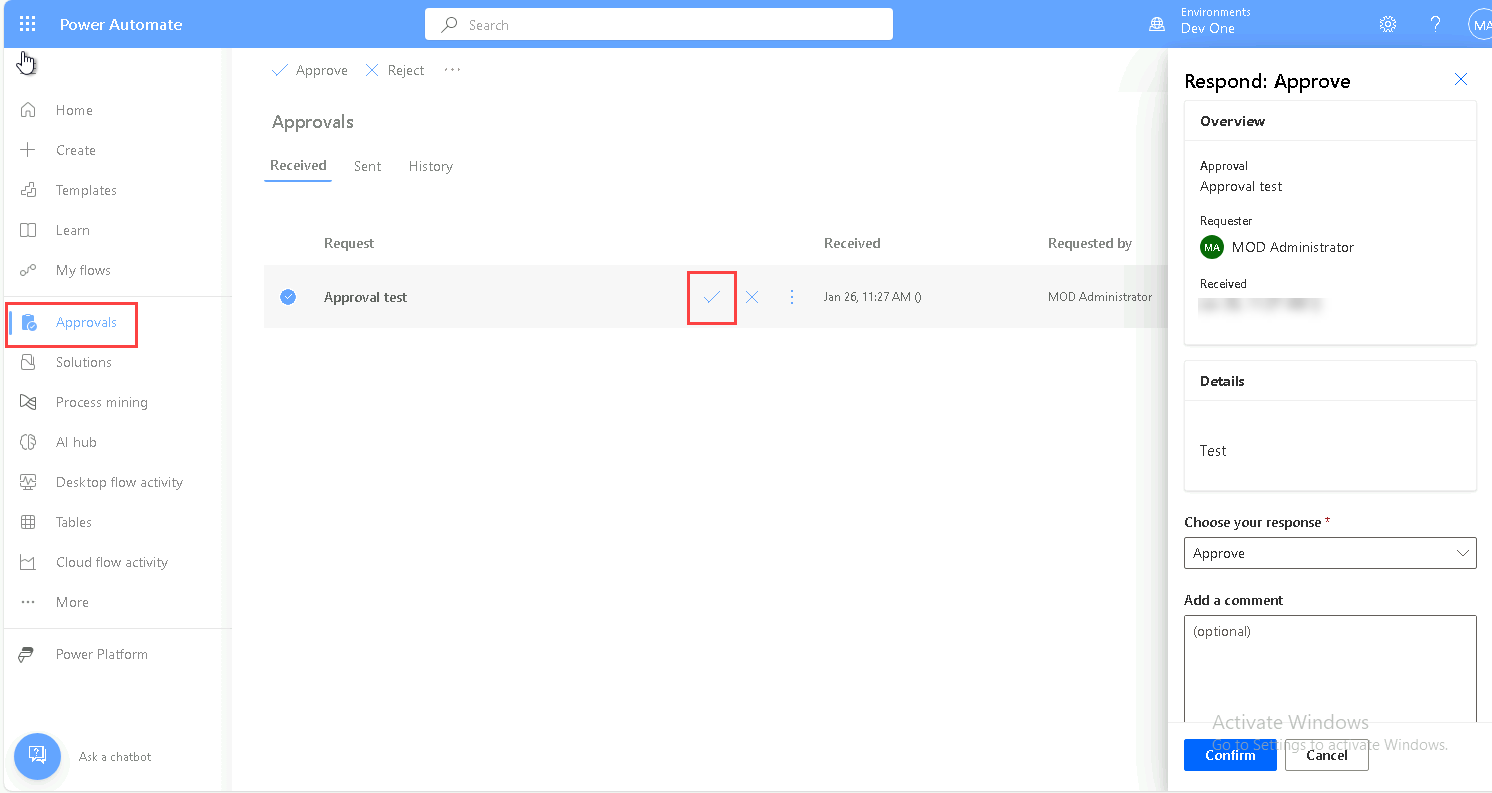 Power Automate
Search
Environments
Dev One
MA
Home
Create
Templates
Learn
My flows
Approvals
Solutions
Process mining
AI hub
Desktop flow activity
Tables
Cloud flow activity
More
Power Platform
Ask a chatbot
Approve
Reject
Approvals
Received
Sent
History
Request
Received
Requested by
Approval test
Jan 26, 11:27 AM ()
MOD Administrator
Respond: Approve
Overview
Approval
Approval test
Requester
MA
MOD Administrator
Received
Details
Test
Choose your response *
Approve
Add a comment
(optional)
Activate Windows
Go to Settings to activate Windows.
Confirm
Cancel